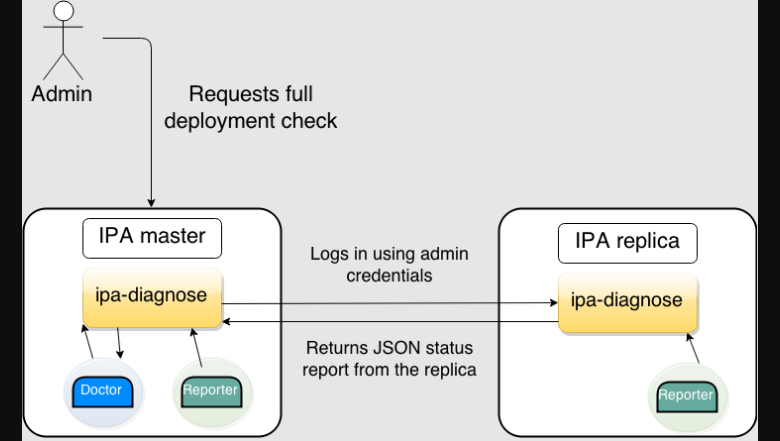 Admin
Requests full
deployment check
IPA master
ipa-diagnose
Doctor
Reporter
Logs in using admin
credentials
Returns JSON status
report from the replica
IPA replica
ipa-diagnose
Reporter